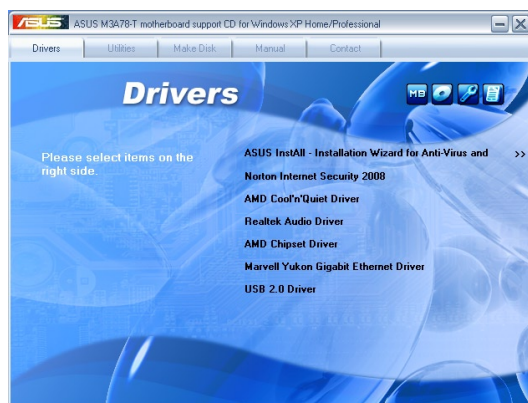 ASUS ASUS M3A78-T motherboard support CD for Windows XP Home/Professional
Drivers Utilities Make Disk Manual Contact
Drivers
MB
Please select items on the right side.
ASUS InstAll - Installation Wizard for Anti-Virus and >>
Norton Internet Security 2008
AMD Cool'n'Quiet Driver
Realtek Audio Driver
AMD Chipset Driver
Marvell Yukon Gigabit Ethernet Driver
USB 2.0 Driver